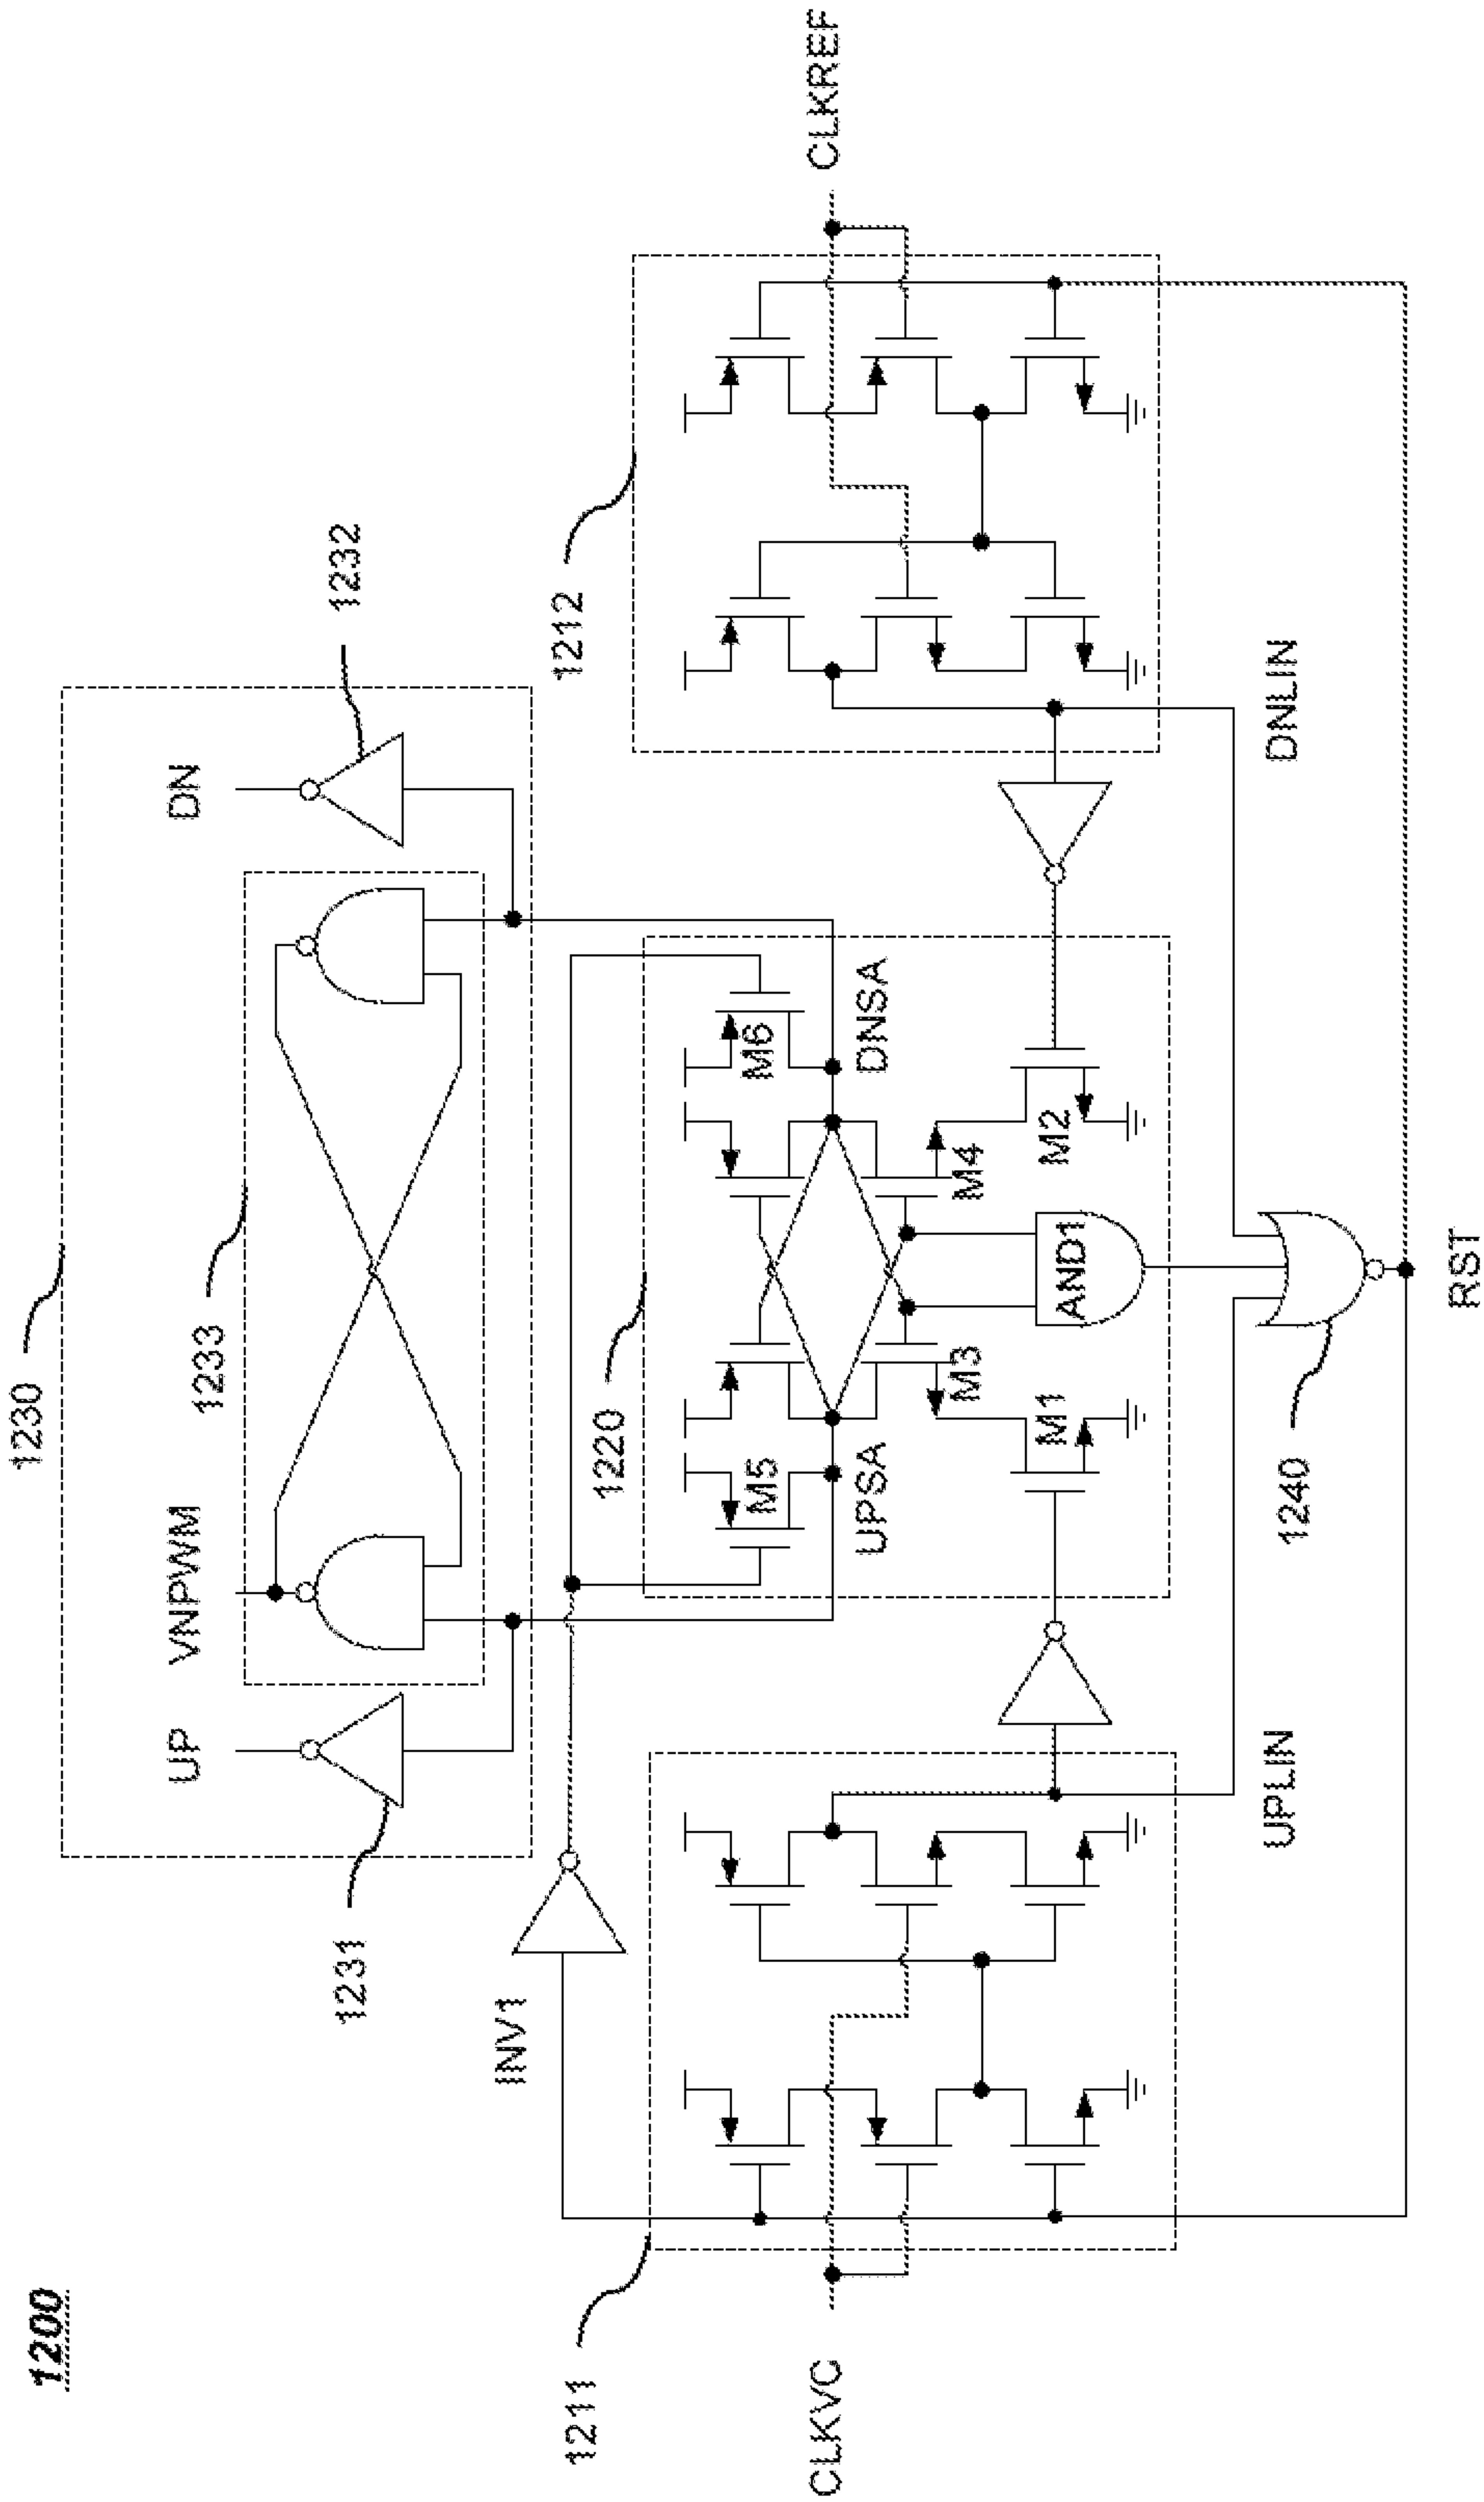 1200
1230
UP
VNPWM
DN
1231
1233
1232
INV1
1220
1212
1211
M5
M6
UPSA
DNSA
CLKVC
CLKREF
M3
M4
M1
M2
AND1
UPLIN
DNLIN
1240
RST